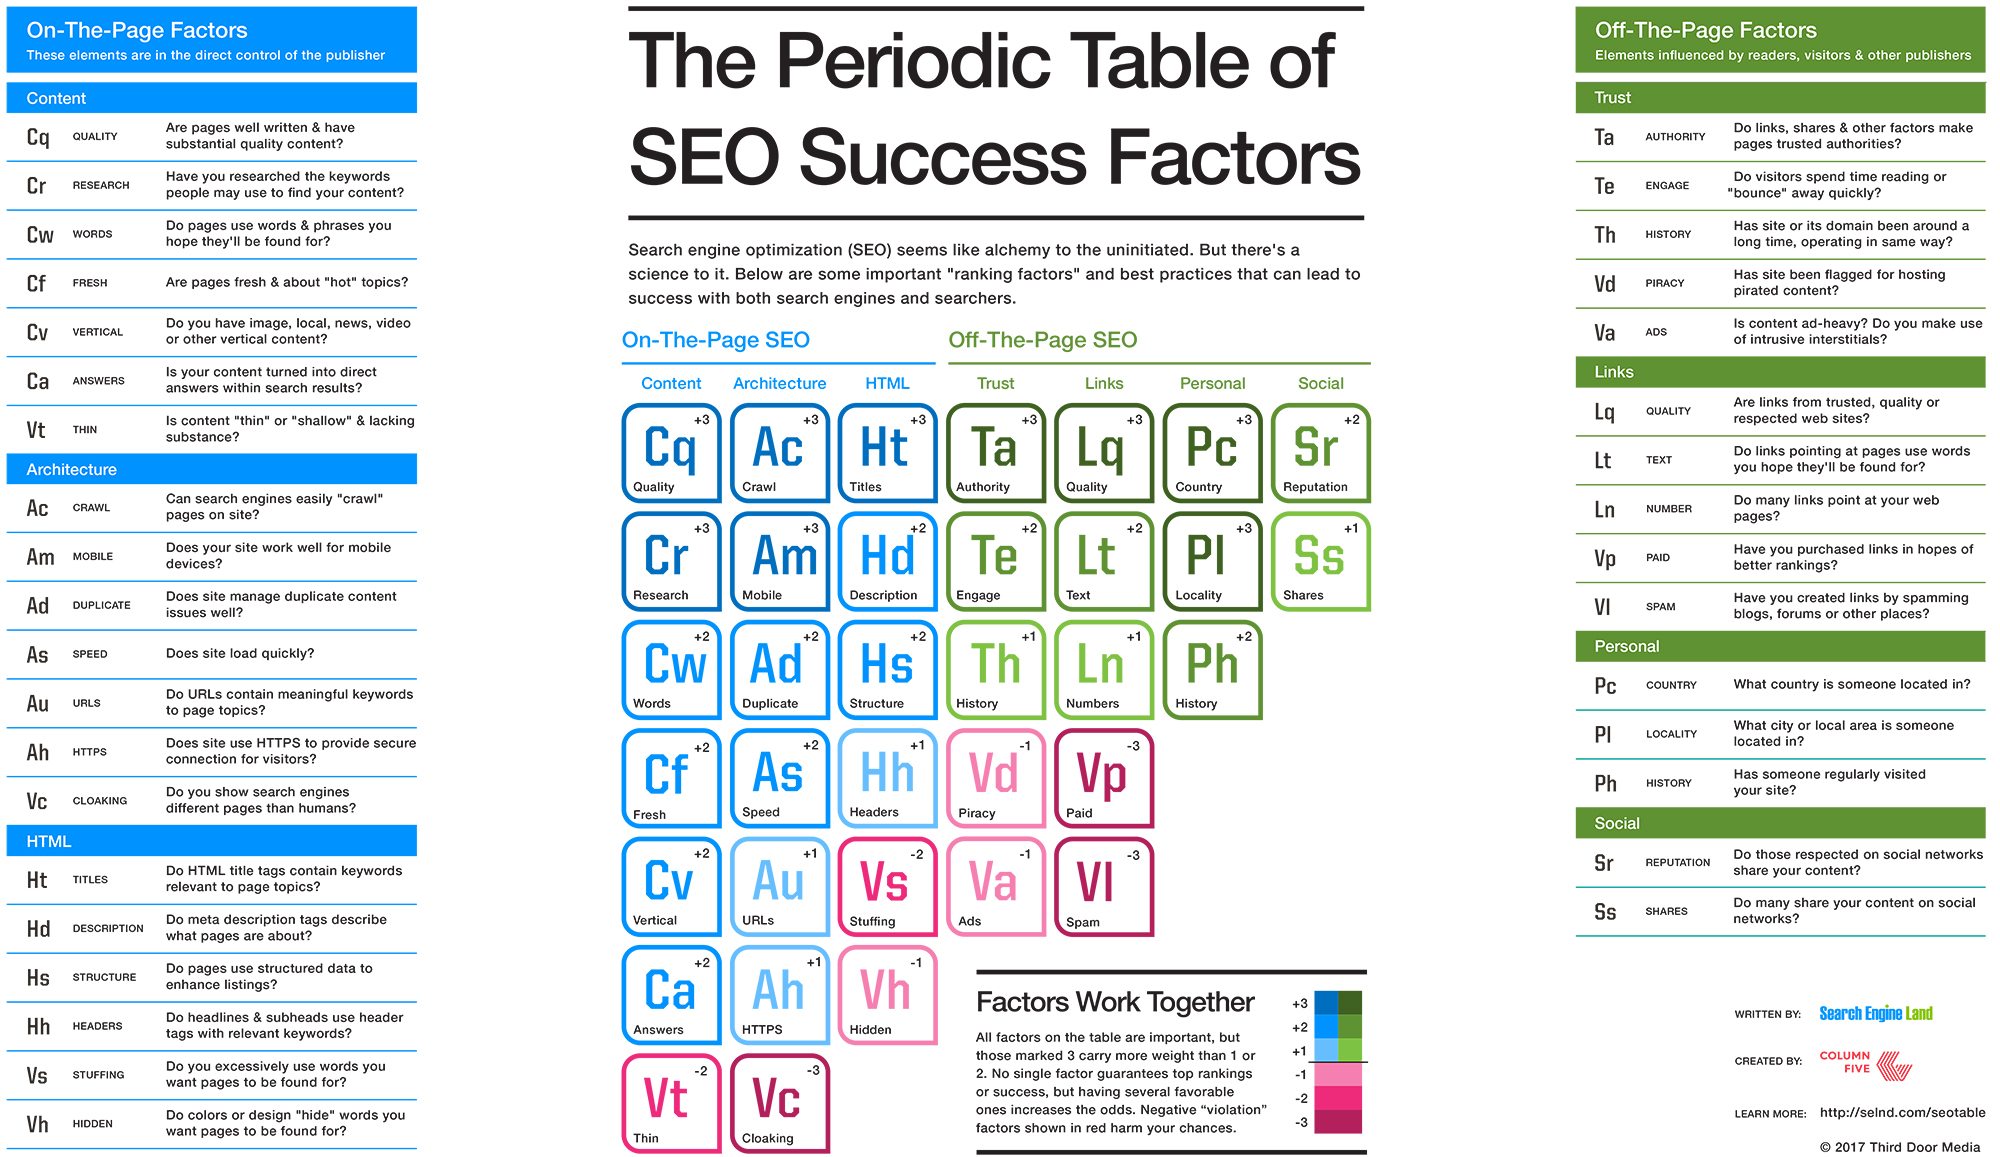 On-The-Page Factors
These elements are in the direct control of the publisher
Content
Cq QUALITY Are pages well written & have
substantial quality content?
Cr RESEARCH Have you researched the keywords
people may use to find your content?
Cw WORDS Do pages use words & phrases you
hope they'll be found for?
Cf FRESH Are pages fresh & about "hot" topics?
Cv VERTICAL Do you have image, local, news, video
or other vertical content?
Ca ANSWERS Is your content turned into direct
answers within search results?
Vt THIN Is content "thin" or "shallow" & lacking
substance?
Architecture
Ac CRAWL Can search engines easily "crawl"
pages on site?
Am MOBILE Does your site work well for mobile
devices?
Ad DUPLICATE Does site manage duplicate content
issues well?
As SPEED Does site load quickly?
Au URLS Do URLs contain meaningful keywords
to page topics?
Ah HTTPS Does site use HTTPS to provide secure
connection for visitors?
Vc CLOAKING Do you show search engines
different pages than humans?
HTML
Ht TITLES Do HTML title tags contain keywords
relevant to page topics?
Hd DESCRIPTION Do meta description tags describe
what pages are about?
Hs STRUCTURE Do pages use structured data to
enhance listings?
Hh HEADERS Do headlines & subheads use header
tags with relevant keywords?
Vs STUFFING Do you excessively use words you
want pages to be found for?
Vh HIDDEN Do colors or design "hide" words you
want pages to be found for?
The Periodic Table of
SEO Success Factors
Search engine optimization (SEO) seems like alchemy to the uninitiated. But there's a
science to it. Below are some important "ranking factors" and best practices that can lead to
success with both search engines and searchers.
On-The-Page SEO Off-The-Page SEO
Content Architecture HTML Trust Links Personal Social
+3 +3 +3 +3 +3 +3 +2
Cq Ac Ht Ta Lq Pc Sr
Quality Crawl Titles Authority Quality Country Reputation
+3 +3 +2 +2 +2 +3 +1
Cr Am Hd Te Lt Pl Ss
Research Mobile Description Engage Text Locality Shares
+2 +2 +2 +1 +1 +2
Cw Ad Hs Th Ln Ph
Words Duplicate Structure History Numbers History
+2 +2 +1 -1 -3
Cf As Hh Vd Vp
Fresh Speed Headers Piracy Paid
+2 +1 -2 -1 -3
Cv Au Vs Va Vl
Vertical URLs Stuffing Ads Spam
+2 +1 -1
Ca Ah Vh
Answers HTTPS Hidden
-2 -3
Vt Vc
Thin Cloaking
Factors Work Together
All factors on the table are important, but
those marked 3 carry more weight than 1 or
2. No single factor guarantees top rankings
or success, but having several favorable
ones increases the odds. Negative “violation”
factors shown in red harm your chances.
+3
+2
+1
-1
-2
-3
Off-The-Page Factors
Elements influenced by readers, visitors & other publishers
Trust
Ta AUTHORITY Do links, shares & other factors make
pages trusted authorities?
Te ENGAGE Do visitors spend time reading or
"bounce" away quickly?
Th HISTORY Has site or its domain been around a
long time, operating in same way?
Vd PIRACY Has site been flagged for hosting
pirated content?
Va ADS Is content ad-heavy? Do you make use
of intrusive interstitials?
Links
Lq QUALITY Are links from trusted, quality or
respected web sites?
Lt TEXT Do links pointing at pages use words
you hope they'll be found for?
Ln NUMBER Do many links point at your web
pages?
Vp PAID Have you purchased links in hopes of
better rankings?
Vl SPAM Have you created links by spamming
blogs, forums or other places?
Personal
Pc COUNTRY What country is someone located in?
Pl LOCALITY What city or local area is someone
located in?
Ph HISTORY Has someone regularly visited
your site?
Social
Sr REPUTATION Do those respected on social networks
share your content?
Ss SHARES Do many share your content on social
networks?
WRITTEN BY: Search Engine Land
CREATED BY: COLUMN
FIVE
LEARN MORE: http://selnd.com/seotable
© 2017 Third Door Media